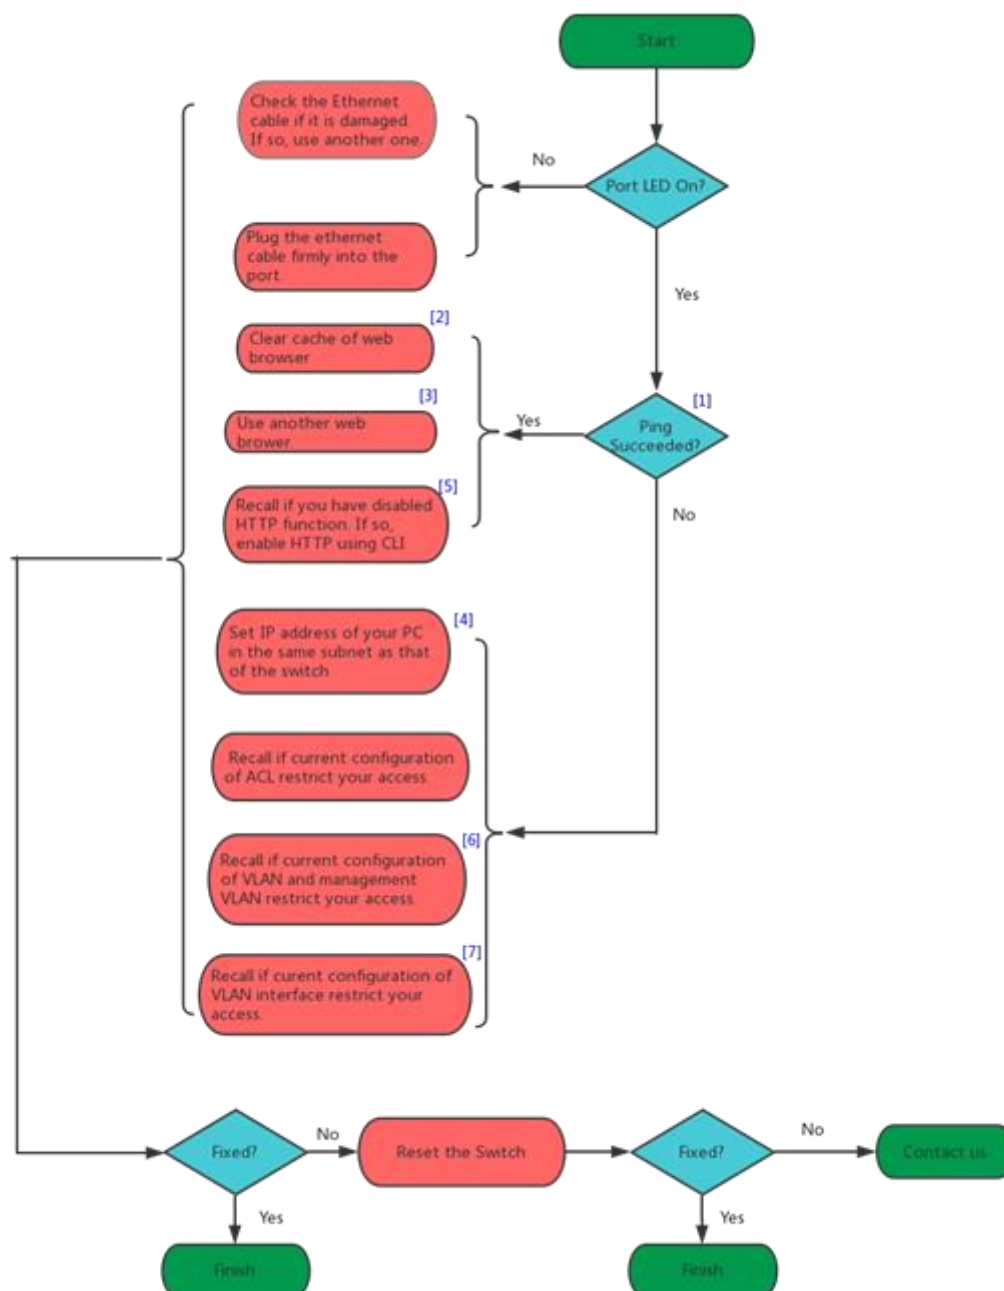 Start
Check the Ethernet
cable if it is damaged.
If so, use another one.
No
Port LED On?
Plug the ethernet
cable firmly into the
port.
Yes
[2]
Clear cache of web
browser
[3]
Use another web
brower.
Yes
[1]
Ping
Succeeded?
[5]
Recall if you have disabled
HTTP function. If so,
enable HTTP using CLI
No
[4]
Set IP address of your PC
in the same subnet as that
of the switch
Recall if current configuration
of ACL restrict your access.
[6]
Recall if current configuration
of VLAN and management
VLAN restrict your access.
[7]
Recall if curent configuration of
VLAN interface restrict your
access.
Fixed?
No
Reset the Switch
Fixed?
No
Contact us
Yes
Yes
Finish
Finish